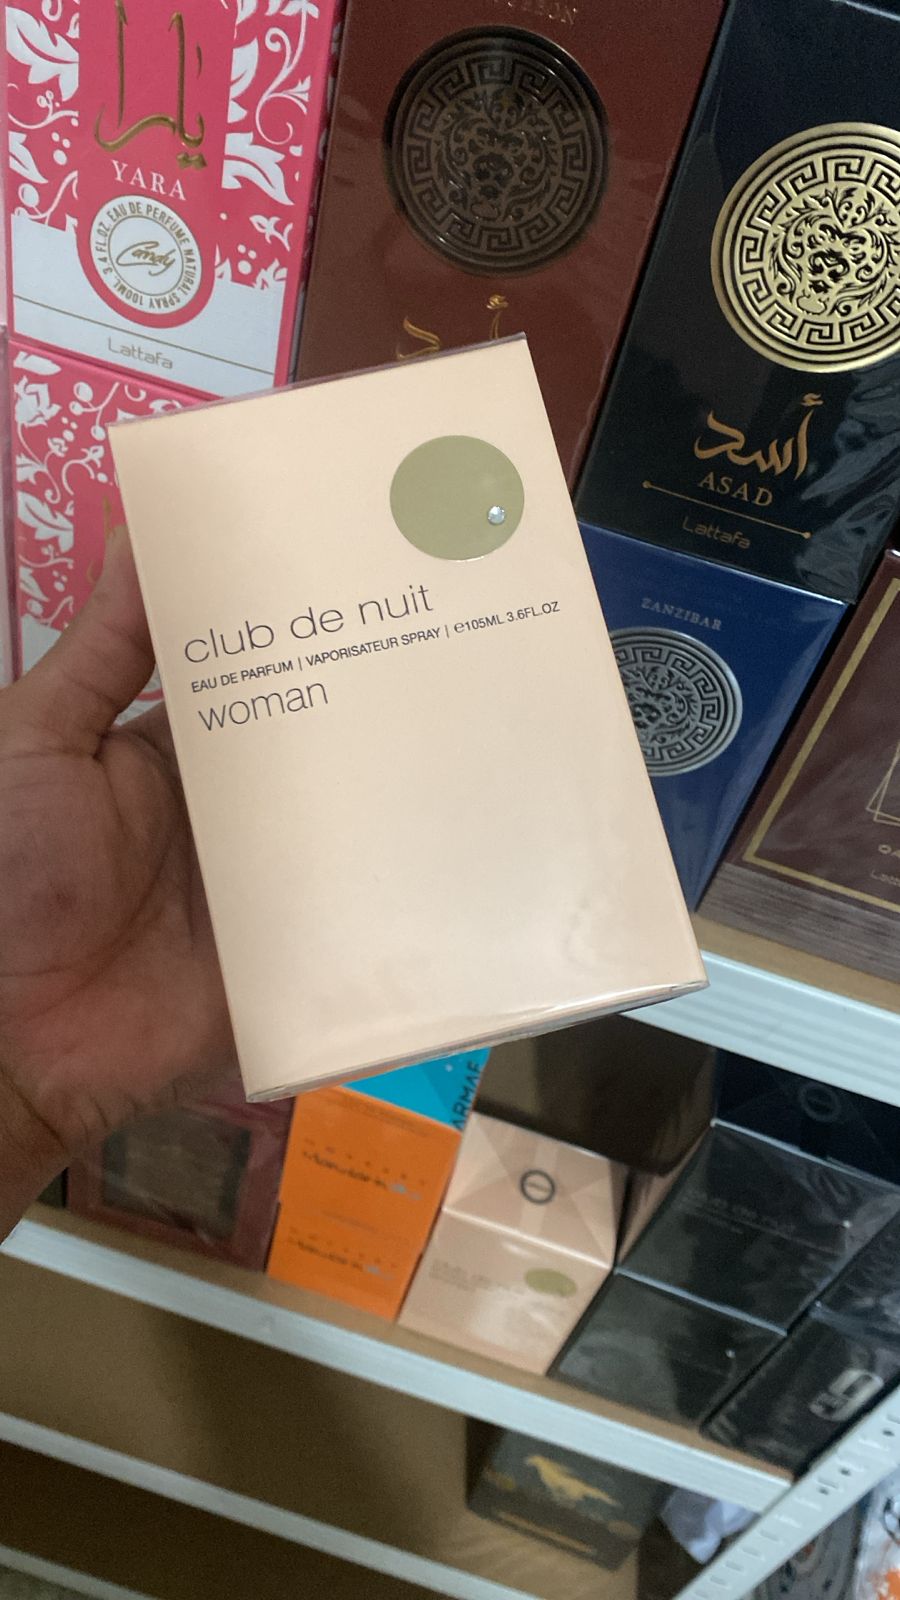 يارا
YARA
EAU DE PERFUME NATURAL SPRAY 100ML. 3.4 FL.OZ.
Candy
Lattafa
أسد
ASAD
Lattafa
ZANZIBAR
club de nuit
EAU DE PARFUM | VAPORISATEUR SPRAY | ℮105ML 3.6FL.OZ
woman
ARMAF